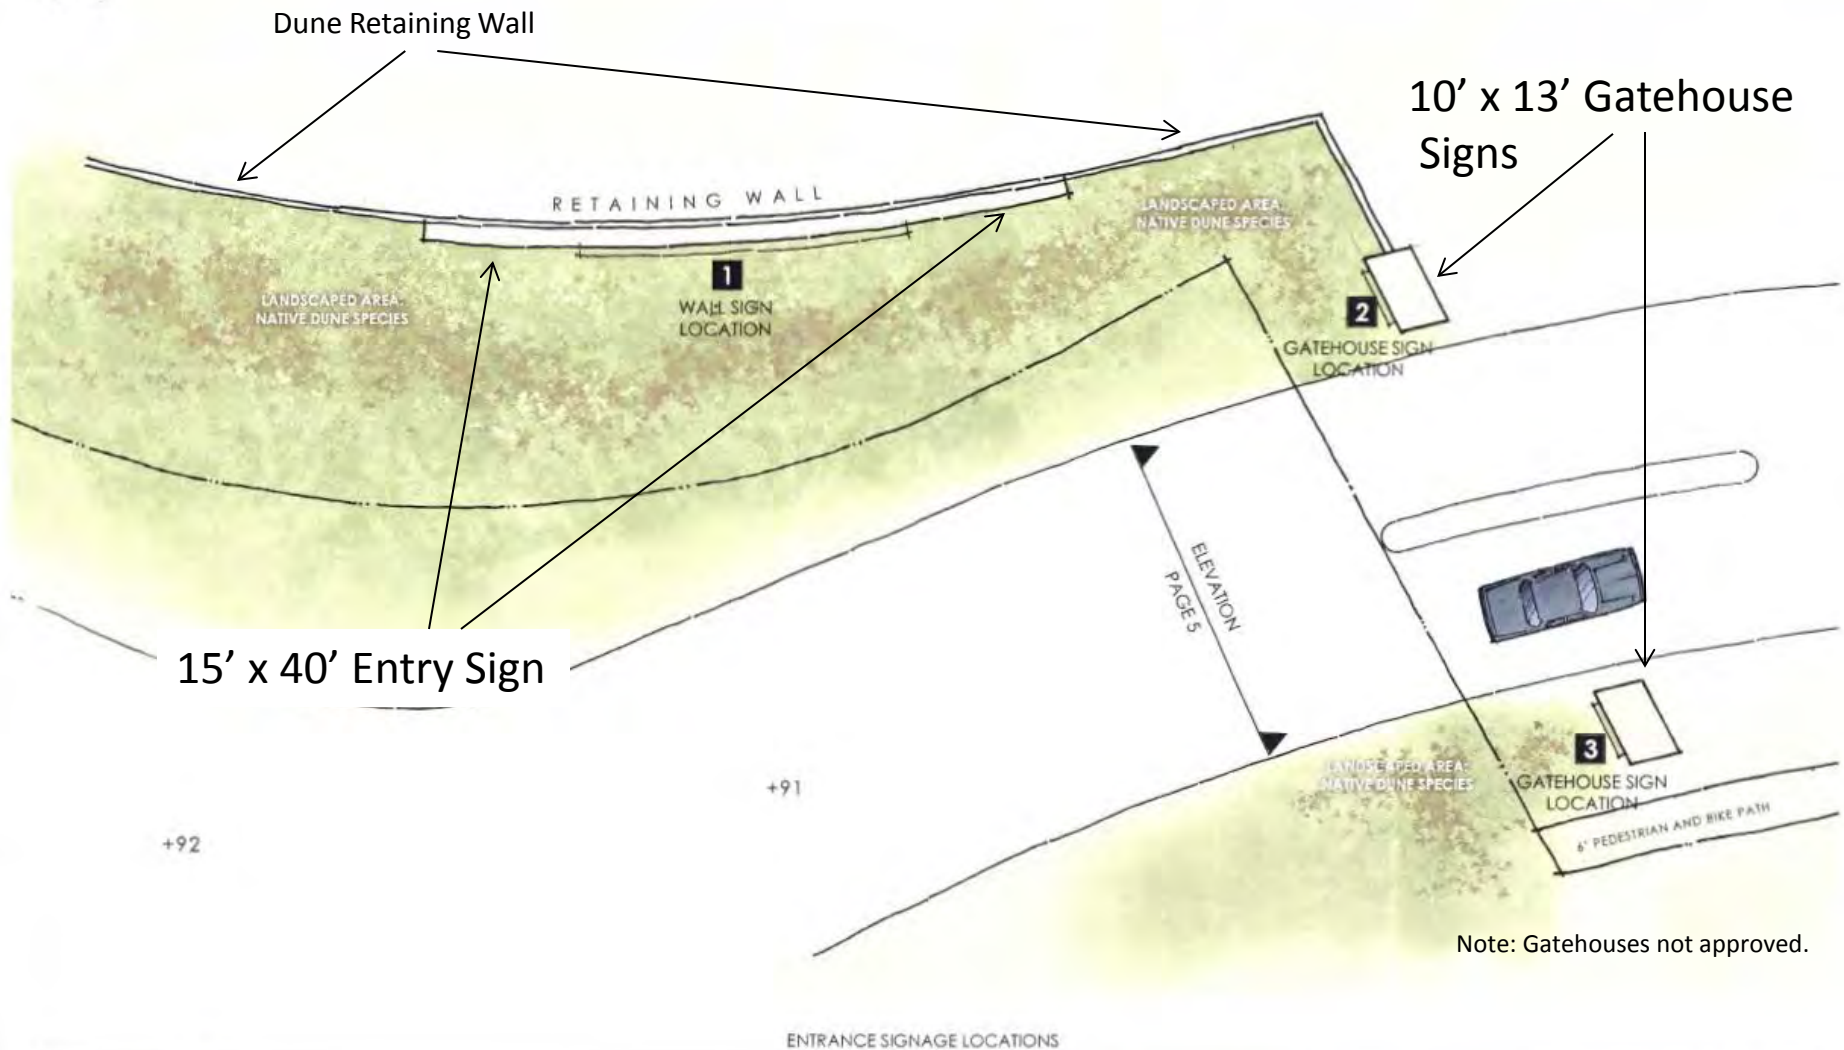 Dune Retaining Wall
10’ x 13’ Gatehouse
Signs
RETAINING WALL
LANDSCAPED AREA:
NATIVE DUNE SPECIES
1
WALL SIGN
LOCATION
LANDSCAPED AREA:
NATIVE DUNE SPECIES
2
GATEHOUSE SIGN
LOCATION
ELEVATION
PAGE 5
15’ x 40’ Entry Sign
LANDSCAPED AREA:
NATIVE DUNE SPECIES
3
GATEHOUSE SIGN
LOCATION
6' PEDESTRIAN AND BIKE PATH
+91
+92
Note: Gatehouses not approved.
ENTRANCE SIGNAGE LOCATIONS